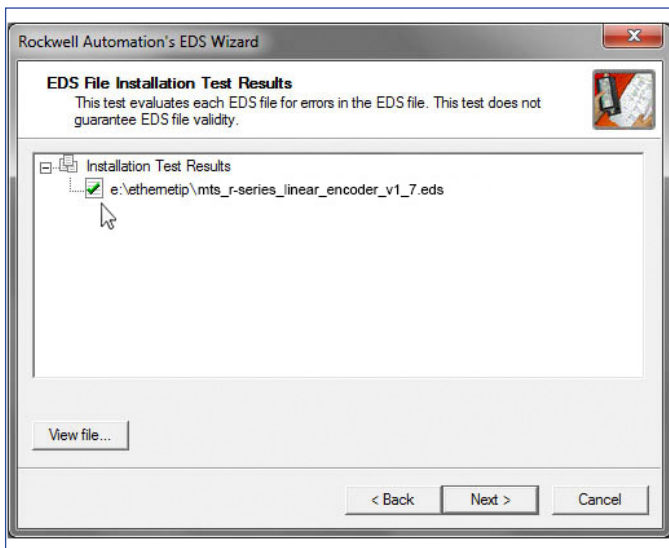 Rockwell Automation's EDS Wizard
EDS File Installation Test Results
This test evaluates each EDS file for errors in the EDS file. This test does not
guarantee EDS file validity.
Installation Test Results
e:\ethernetip\mts_r-series_linear_encoder_v1_7.eds
View file...
< Back
Next >
Cancel